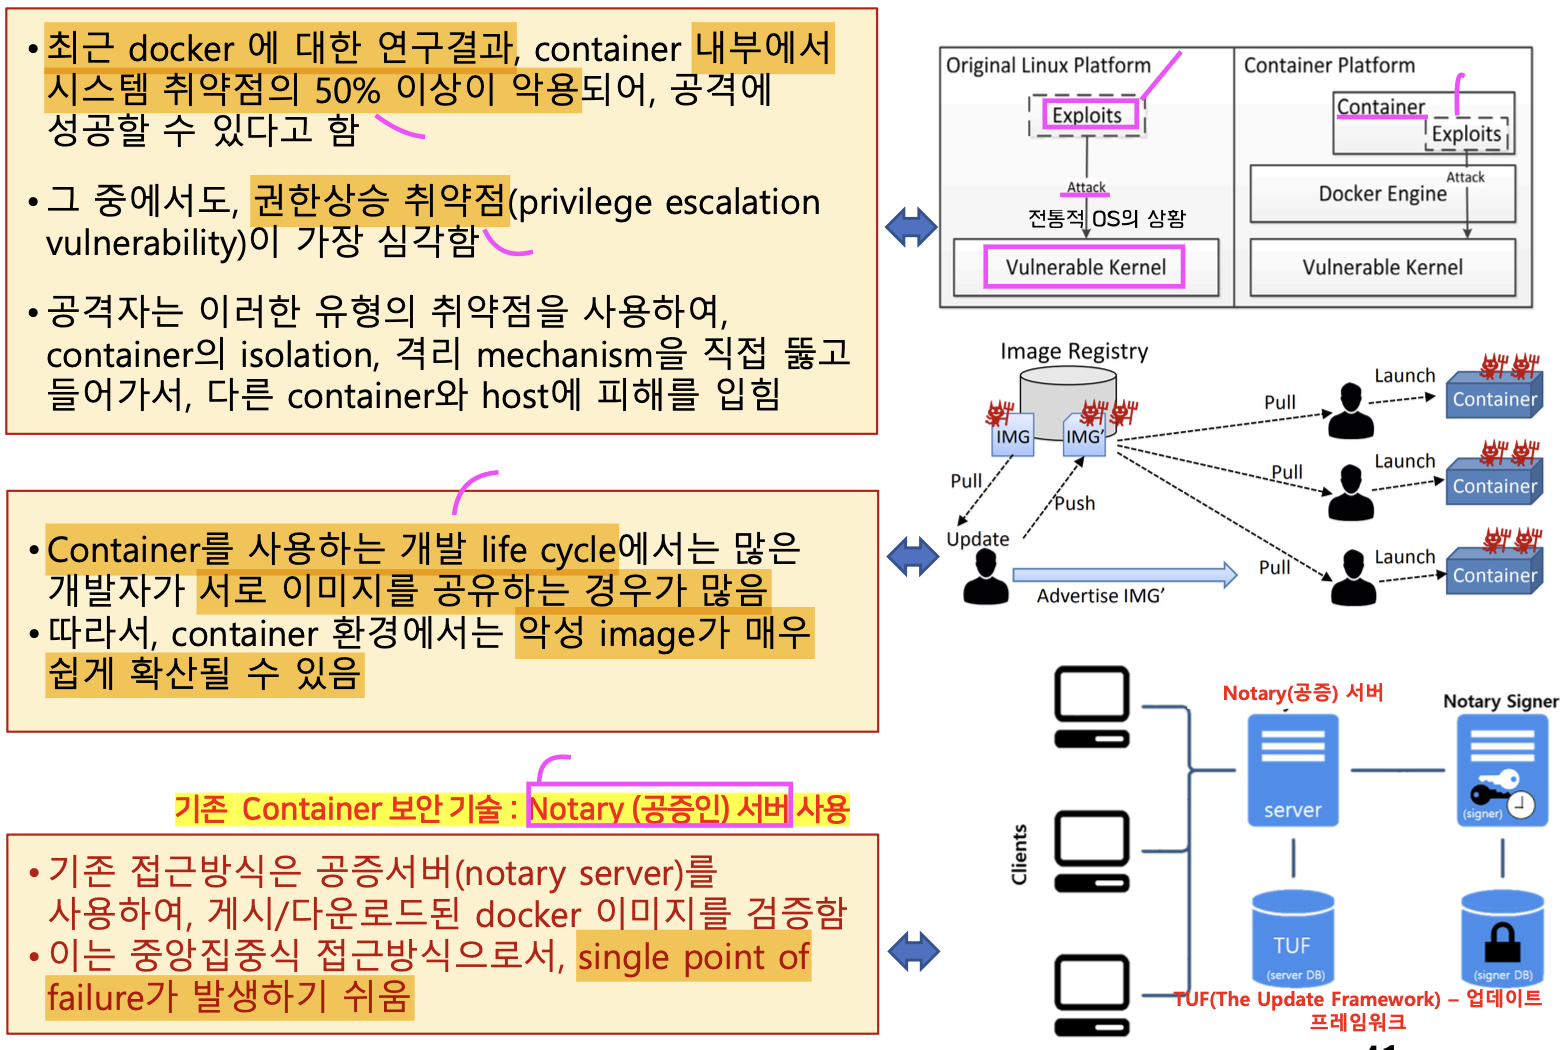 • 최근 docker 에 대한 연구결과, container 내부에서
시스템 취약점의 50% 이상이 악용되어, 공격에
성공할 수 있다고 함
• 그 중에서도, 권한상승 취약점(privilege escalation
vulnerability)이 가장 심각함
• 공격자는 이러한 유형의 취약점을 사용하여,
container의 isolation, 격리 mechanism을 직접 뚫고
들어가서, 다른 container와 host에 피해를 입힘
Original Linux Platform
Exploits
Attack
전통적 OS의 상황
Vulnerable Kernel
Container Platform
Container
Exploits
Attack
Docker Engine
Vulnerable Kernel
• Container를 사용하는 개발 life cycle에서는 많은
개발자가 서로 이미지를 공유하는 경우가 많음
• 따라서, container 환경에서는 악성 image가 매우
쉽게 확산될 수 있음
Image Registry
IMG
IMG'
Pull
Push
Update
Advertise IMG'
Pull
Launch
Container
Pull
Launch
Container
Pull
Launch
Container
기존 Container 보안 기술 : Notary (공증인) 서버 사용
• 기존 접근방식은 공증서버(notary server)를
사용하여, 게시/다운로드된 docker 이미지를 검증함
• 이는 중앙집중식 접근방식으로서, single point of
failure가 발생하기 쉬움
Clients
Notary(공증) 서버
server
Notary Signer
(signer)
TUF
(server DB)
(signer DB)
TUF(The Update Framework) – 업데이트
프레임워크